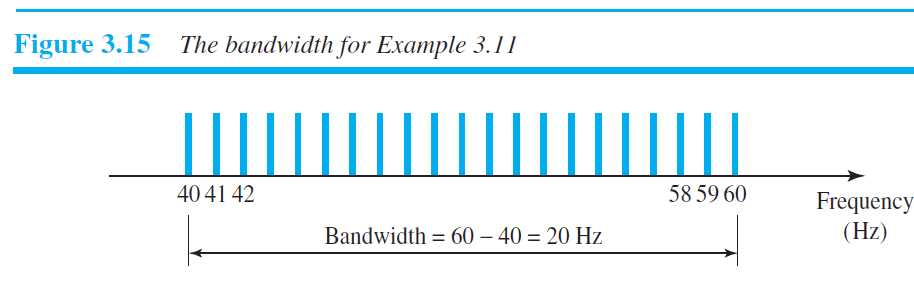 Figure 3.15 The bandwidth for Example 3.11
40 41 42 58 59 60
Frequency
(Hz)
Bandwidth = 60 – 40 = 20 Hz